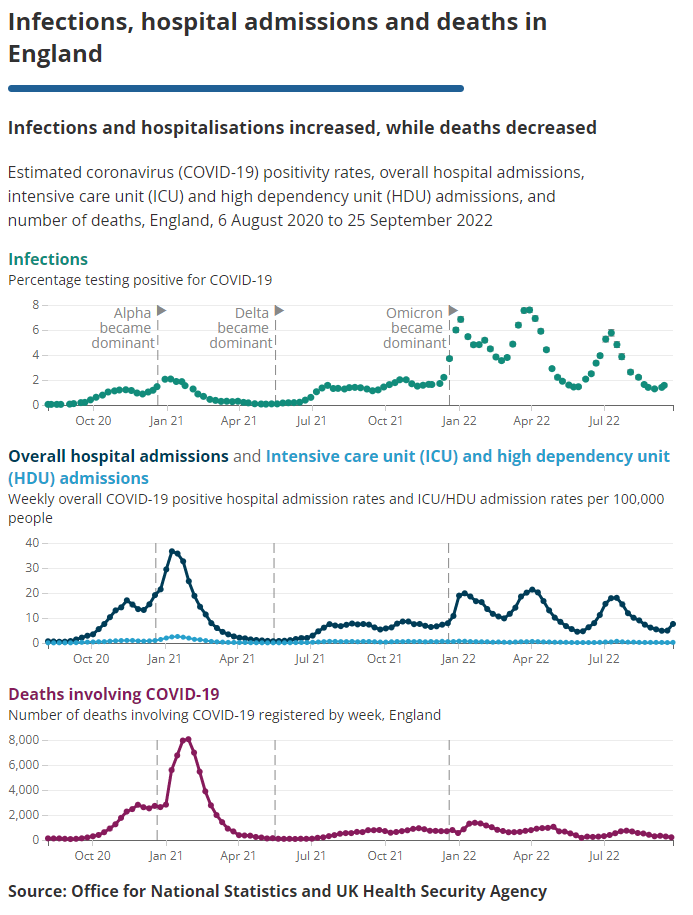 Infections, hospital admissions and deaths in
England
Infections and hospitalisations increased, while deaths decreased
Estimated coronavirus (COVID-19) positivity rates, overall hospital admissions,
intensive care unit (ICU) and high dependency unit (HDU) admissions, and
number of deaths, England, 6 August 2020 to 25 September 2022
Infections
Percentage testing positive for COVID-19
8
6
4
2
0
Alpha
became
dominant
Delta
became
dominant
Omicron
became
dominant
Oct 20 Jan 21 Apr 21 Jul 21 Oct 21 Jan 22 Apr 22 Jul 22
Overall hospital admissions and Intensive care unit (ICU) and high dependency unit
(HDU) admissions
Weekly overall COVID-19 positive hospital admission rates and ICU/HDU admission rates per 100,000
people
40
30
20
10
0
Oct 20 Jan 21 Apr 21 Jul 21 Oct 21 Jan 22 Apr 22 Jul 22
Deaths involving COVID-19
Number of deaths involving COVID-19 registered by week, England
8,000
6,000
4,000
2,000
0
Oct 20 Jan 21 Apr 21 Jul 21 Oct 21 Jan 22 Apr 22 Jul 22
Source: Office for National Statistics and UK Health Security Agency